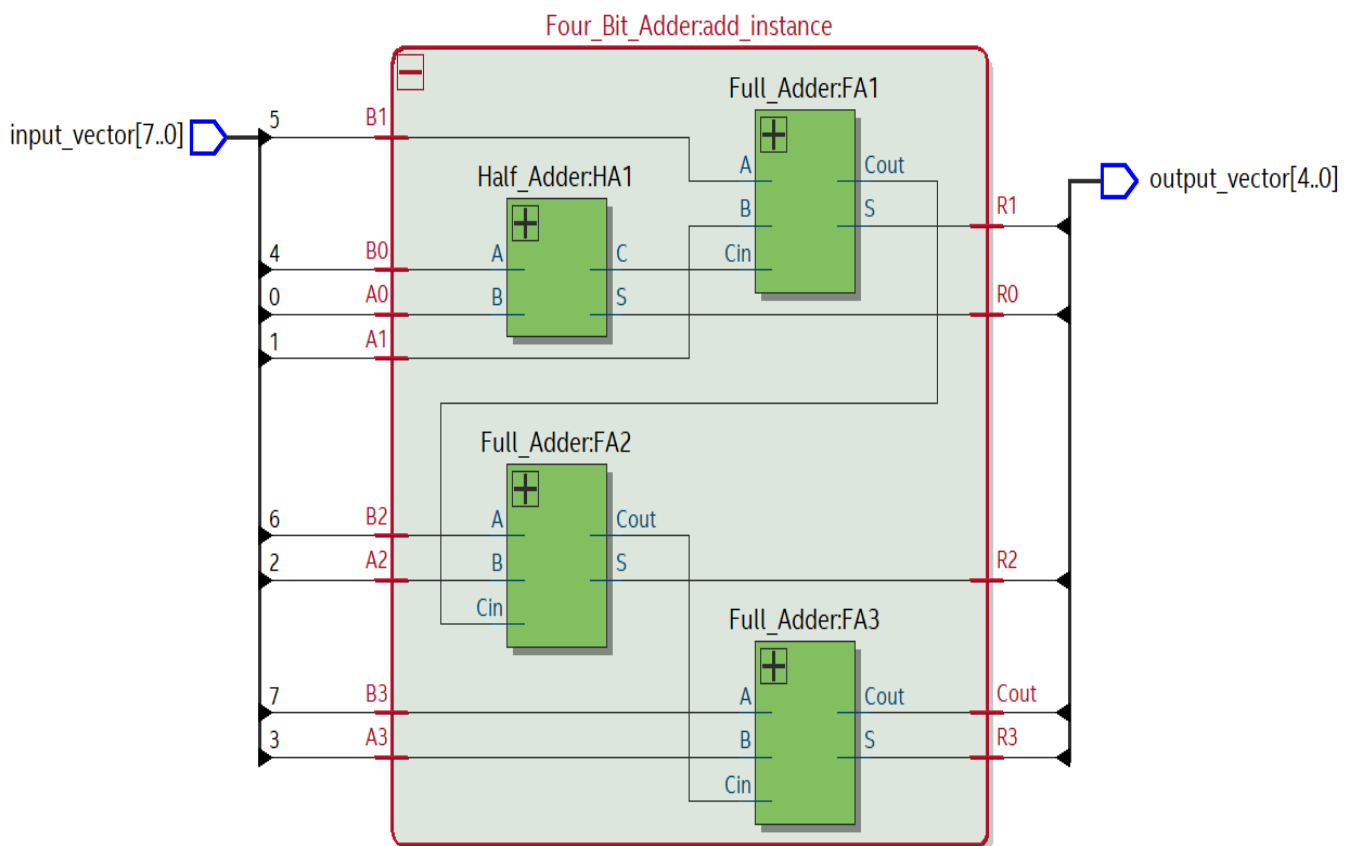 Four_Bit_Adder:add_instance
Full_Adder:FA1
input_vector[7..0]
5
B1
A
Cout
output_vector[4..0]
Half_Adder:HA1
B
S
R1
4
B0
A
C
Cin
0
A0
B
S
R0
1
A1
Full_Adder:FA2
6
B2
A
Cout
2
A2
B
S
R2
Cin
Full_Adder:FA3
7
B3
A
Cout
Cout
3
A3
B
S
R3
Cin